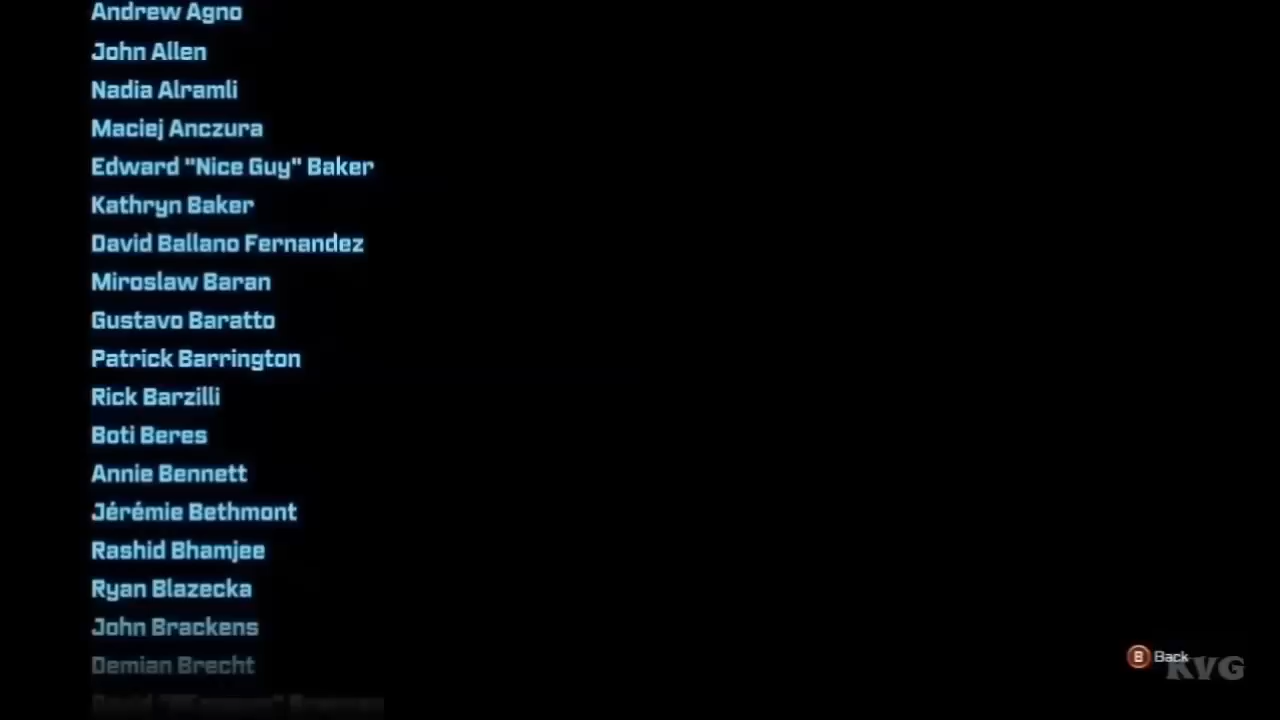 Andrew Agno
John Allen
Nadia Alramli
Maciej Anczura
Edward "Nice Guy" Baker
Kathryn Baker
David Ballano Fernandez
Miroslaw Baran
Gustavo Baratto
Patrick Barrington
Rick Barzilli
Boti Beres
Annie Bennett
Jérémie Bethmont
Rashid Bhamjee
Ryan Blazecka
John Brackens
Demian Brecht
David
B Back
KVG